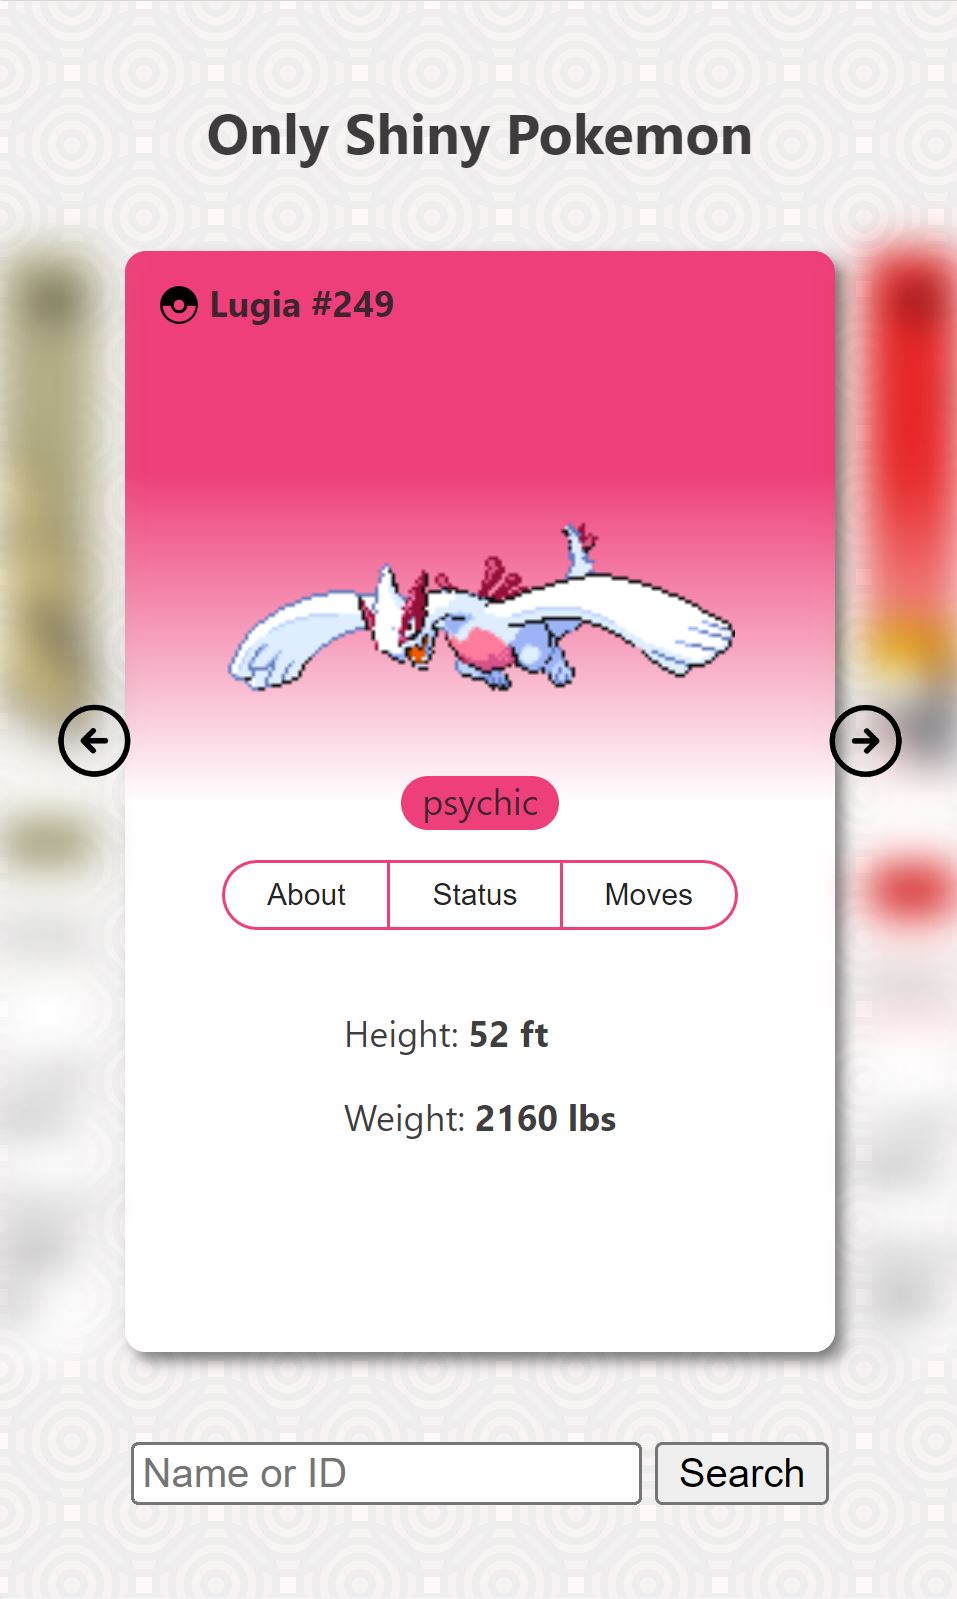 Only Shiny Pokemon
Lugia #249
psychic
About Status Moves
Height: 52 ft
Weight: 2160 lbs
Name or ID Search